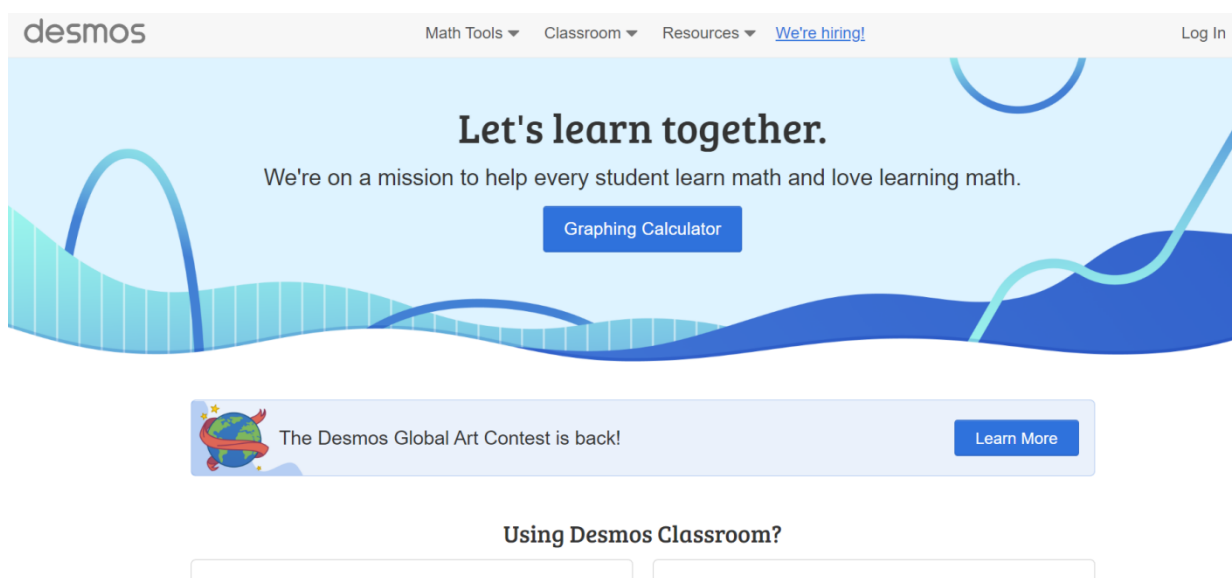 desmos
Math Tools Classroom Resources We're hiring! Log In
Let's learn together.
We're on a mission to help every student learn math and love learning math.
Graphing Calculator
The Desmos Global Art Contest is back! Learn More
Using Desmos Classroom?